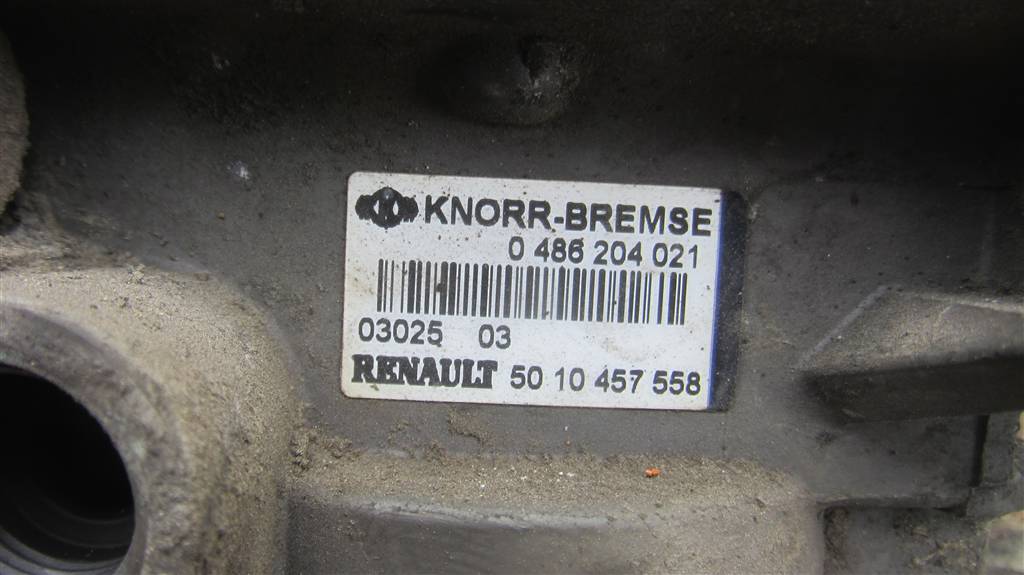 KNORR-BREMSE
0 486 204 021
03025 03
RENAULT 50 10 457 558